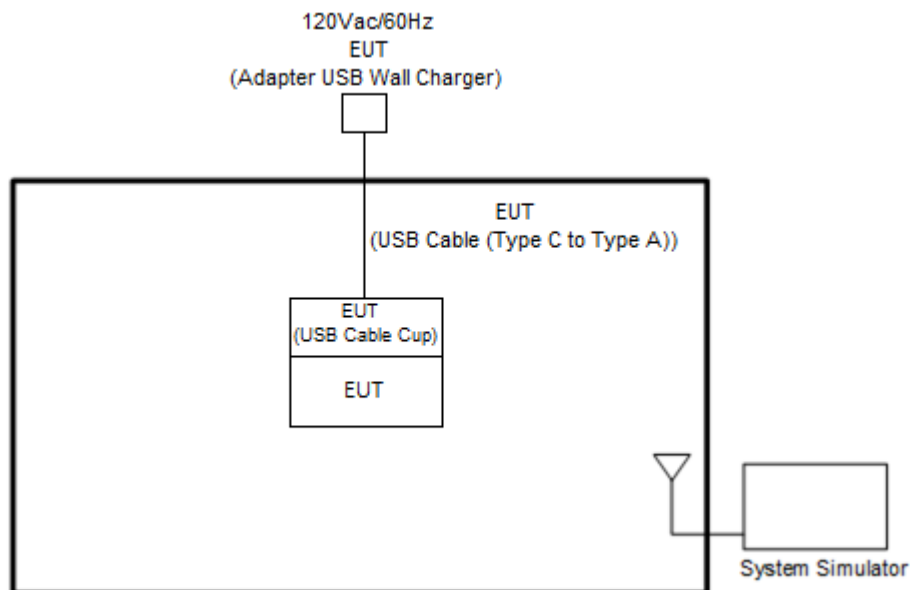 120Vac/60Hz
EUT
(Adapter USB Wall Charger)
EUT
(USB Cable (Type C to Type A))
EUT
(USB Cable Cup)
EUT
System Simulator